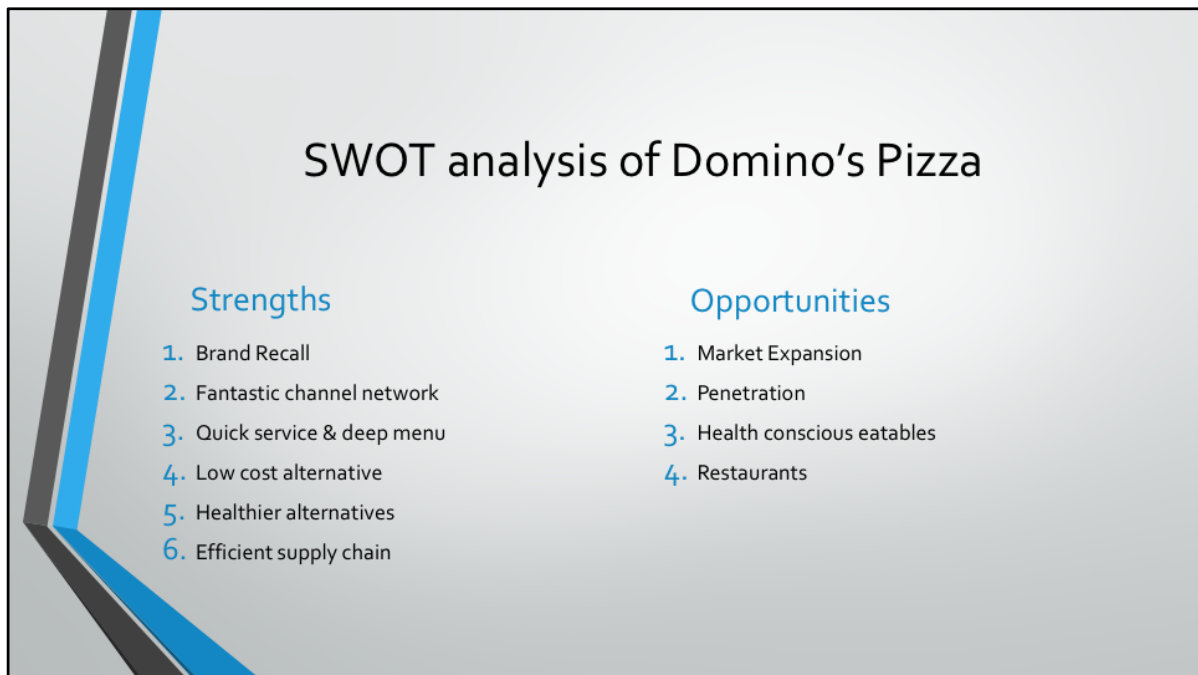 SWOT analysis of Domino’s Pizza
Strengths
1. Brand Recall
2. Fantastic channel network
3. Quick service & deep menu
4. Low cost alternative
5. Healthier alternatives
6. Efficient supply chain
Opportunities
1. Market Expansion
2. Penetration
3. Health conscious eatables
4. Restaurants